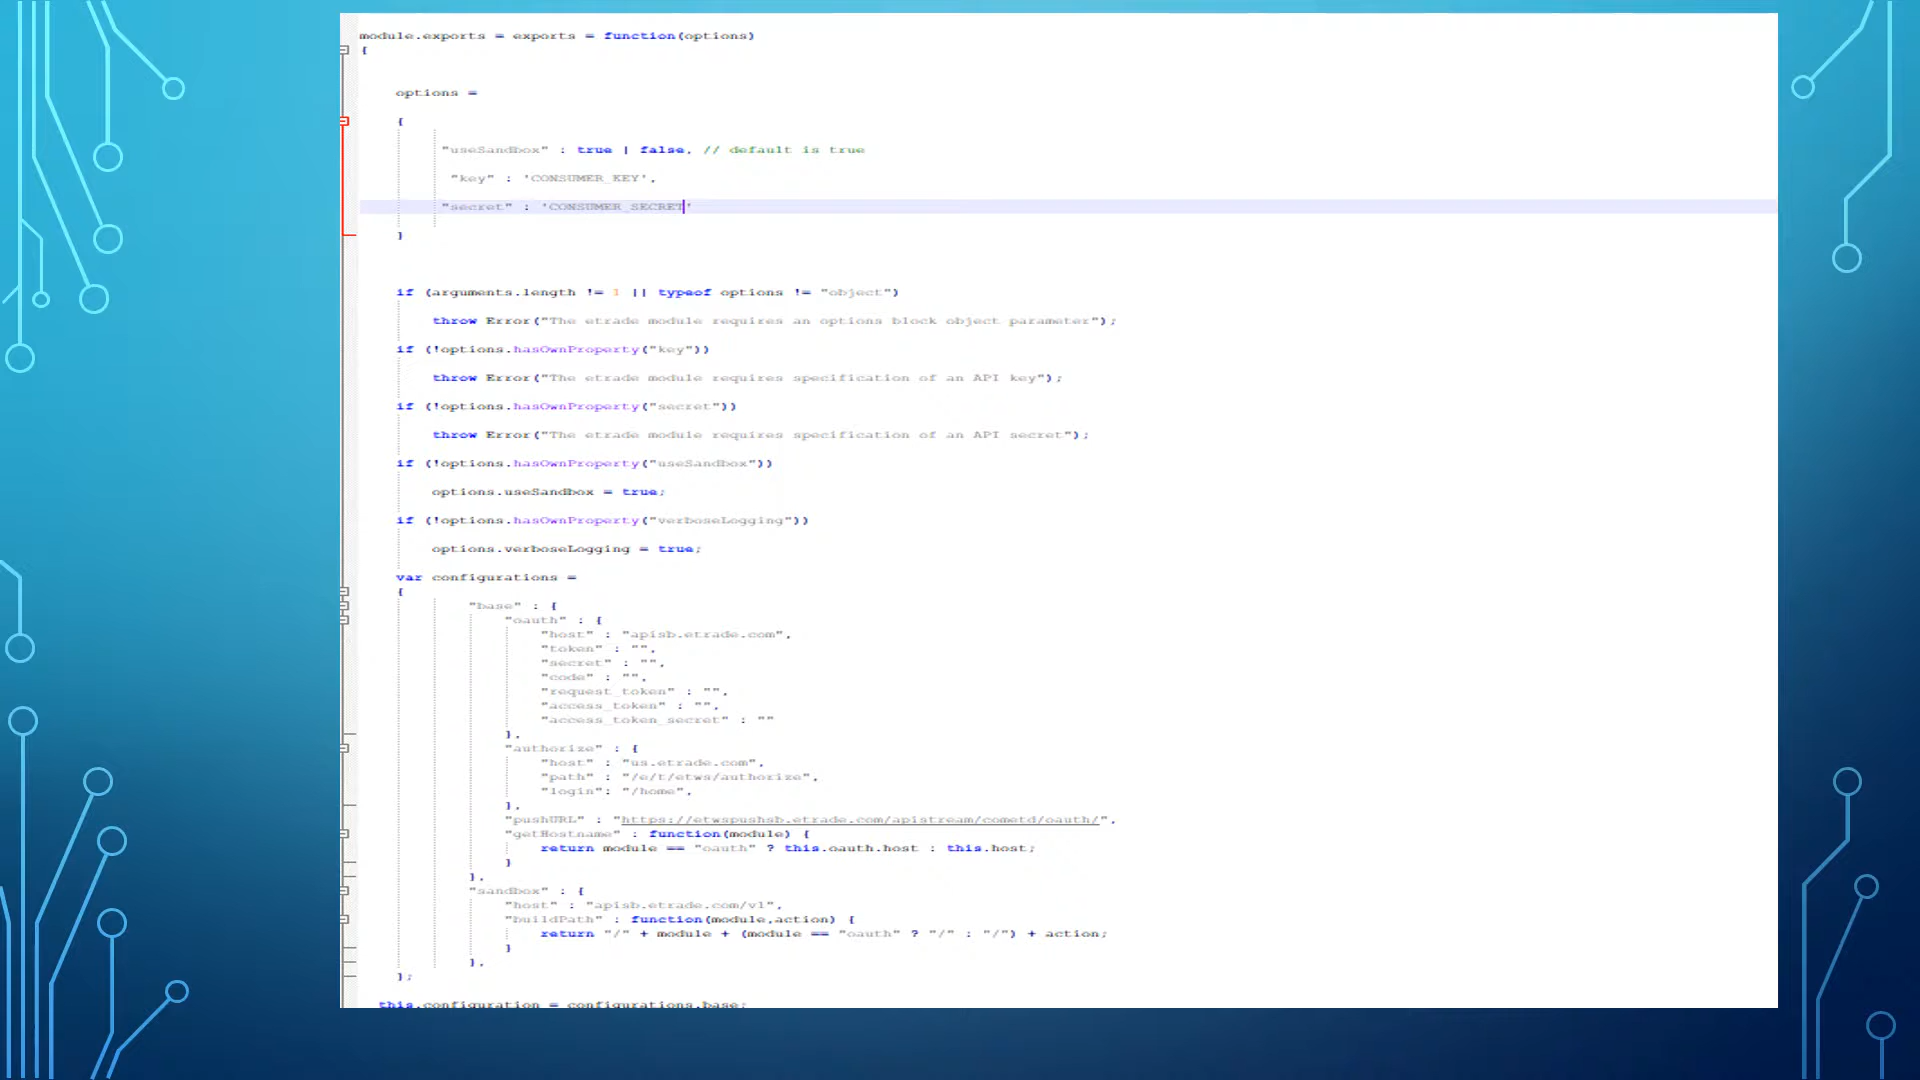 module.exports = exports = function(options)
{
options =
{
"useSandbox" : true | false, // default is true
"key" : 'CONSUMER_KEY',
"secret" : 'CONSUMER_SECRET'
}
if (arguments.length != 1 || typeof options != "object")
throw Error("The etrade module requires an options block object parameter");
if (!options.hasOwnProperty("key"))
throw Error("The etrade module requires specification of an API key");
if (!options.hasOwnProperty("secret"))
throw Error("The etrade module requires specification of an API secret");
if (!options.hasOwnProperty("useSandbox"))
options.useSandbox = true;
if (!options.hasOwnProperty("verboseLogging"))
options.verboseLogging = true;
var configurations =
{
"base" : {
"oauth" : {
"host" : "apisb.etrade.com",
"token" : "",
"secret" : "",
"code" : "",
"request_token" : "",
"access_token" : "",
"access_token_secret" : ""
},
"authorize" : {
"host" : "us.etrade.com",
"path" : "/e/t/etws/authorize",
"login": "/home",
},
"pushURL" : "https://etwspushsb.etrade.com/apistream/cometd/oauth/",
"getHostname" : function(module) {
return module == "oauth" ? this.oauth.host : this.host;
}
},
"sandbox" : {
"host" : "apisb.etrade.com/v1",
"buildPath" : function(module,action) {
return "/" + module + (module == "oauth" ? "/" : "/") + action;
}
},
};
this.configuration = configurations.base;